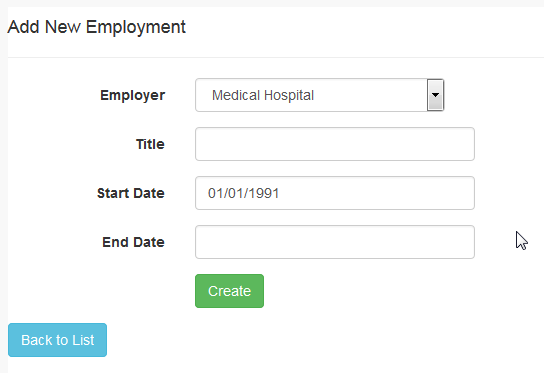 Add New Employment
Employer Medical Hospital
Title
Start Date 01/01/1991
End Date
Create
Back to List